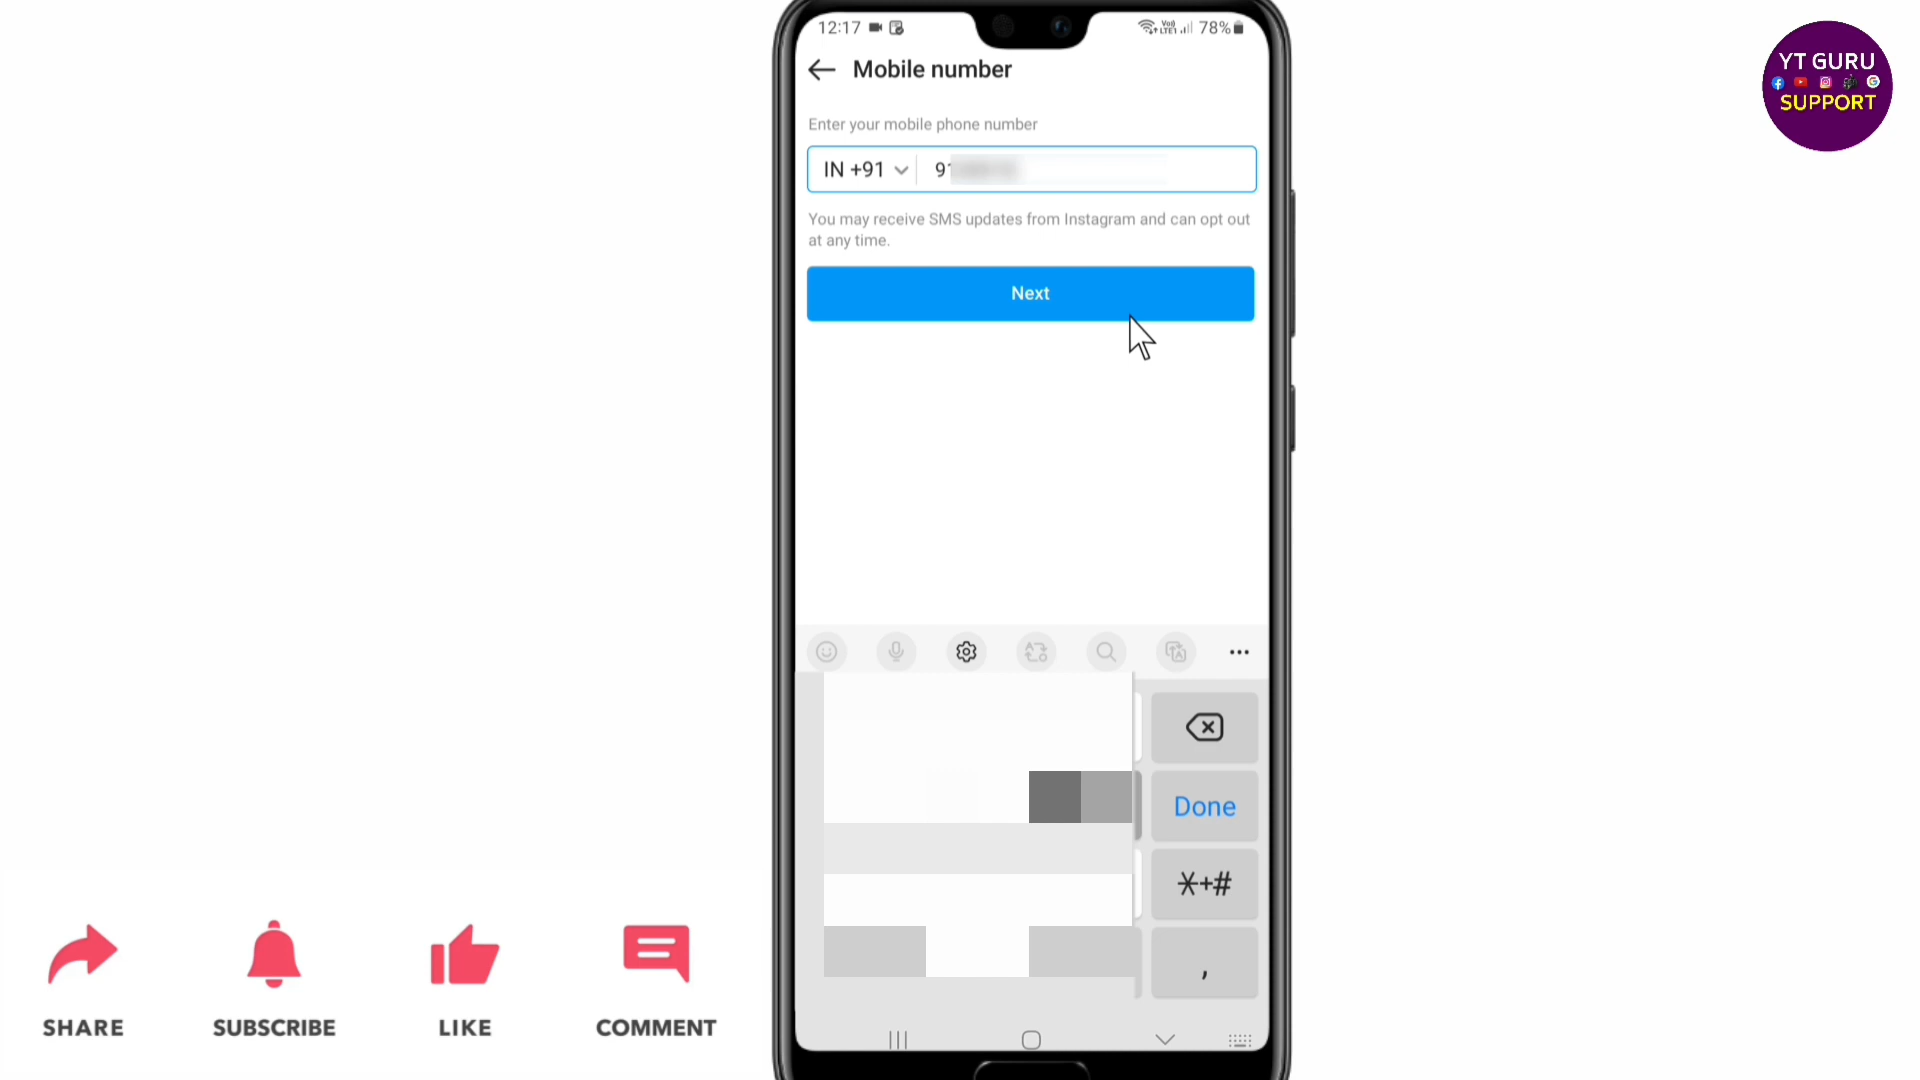 12:17
78%
Mobile number
Enter your mobile phone number
IN +91
You may receive SMS updates from Instagram and can opt out
at any time.
Next
Done
*+#
,
YT GURU
SUPPORT
SHARE
SUBSCRIBE
LIKE
COMMENT